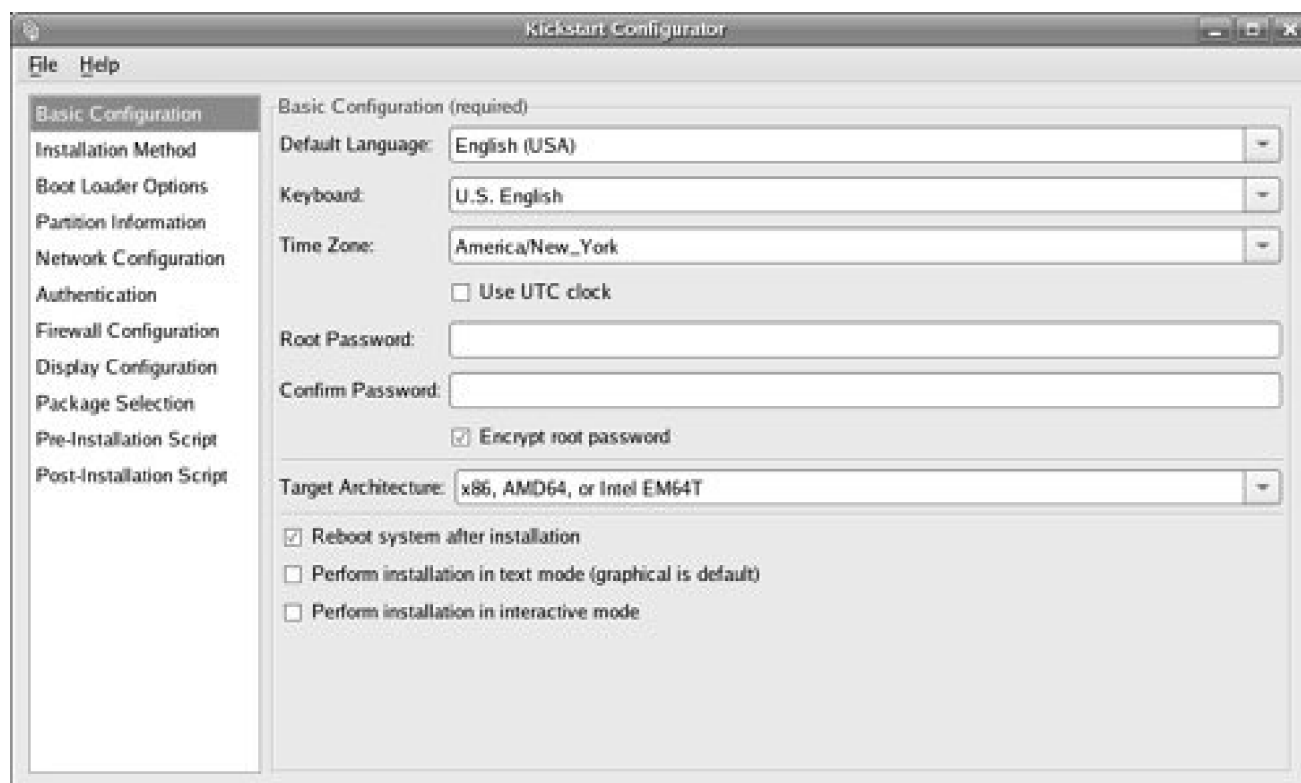 Kickstart Configurator
File Help
Basic Configuration
Installation Method
Boot Loader Options
Partition Information
Network Configuration
Authentication
Firewall Configuration
Display Configuration
Package Selection
Pre-Installation Script
Post-Installation Script
Basic Configuration (required)
Default Language: English (USA)
Keyboard: U.S. English
Time Zone: America/New_York
Use UTC clock
Root Password:
Confirm Password:
Encrypt root password
Target Architecture: x86, AMD64, or Intel EM64T
Reboot system after installation
Perform installation in text mode (graphical is default)
Perform installation in interactive mode